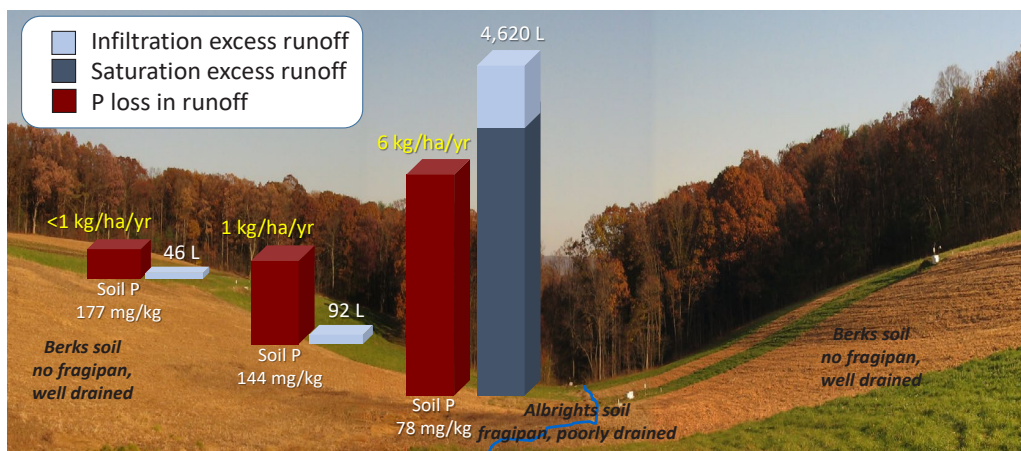 Infiltration excess runoff
Saturation excess runoff
P loss in runoff
4,620 L
6 kg/ha/yr
<1 kg/ha/yr
46 L
1 kg/ha/yr
92 L
Soil P
177 mg/kg
Soil P
144 mg/kg
Soil P
78 mg/kg
Berks soil
no fragipan,
well drained
Albrights soil
fragipan, poorly drained
Berks soil
no fragipan,
well drained